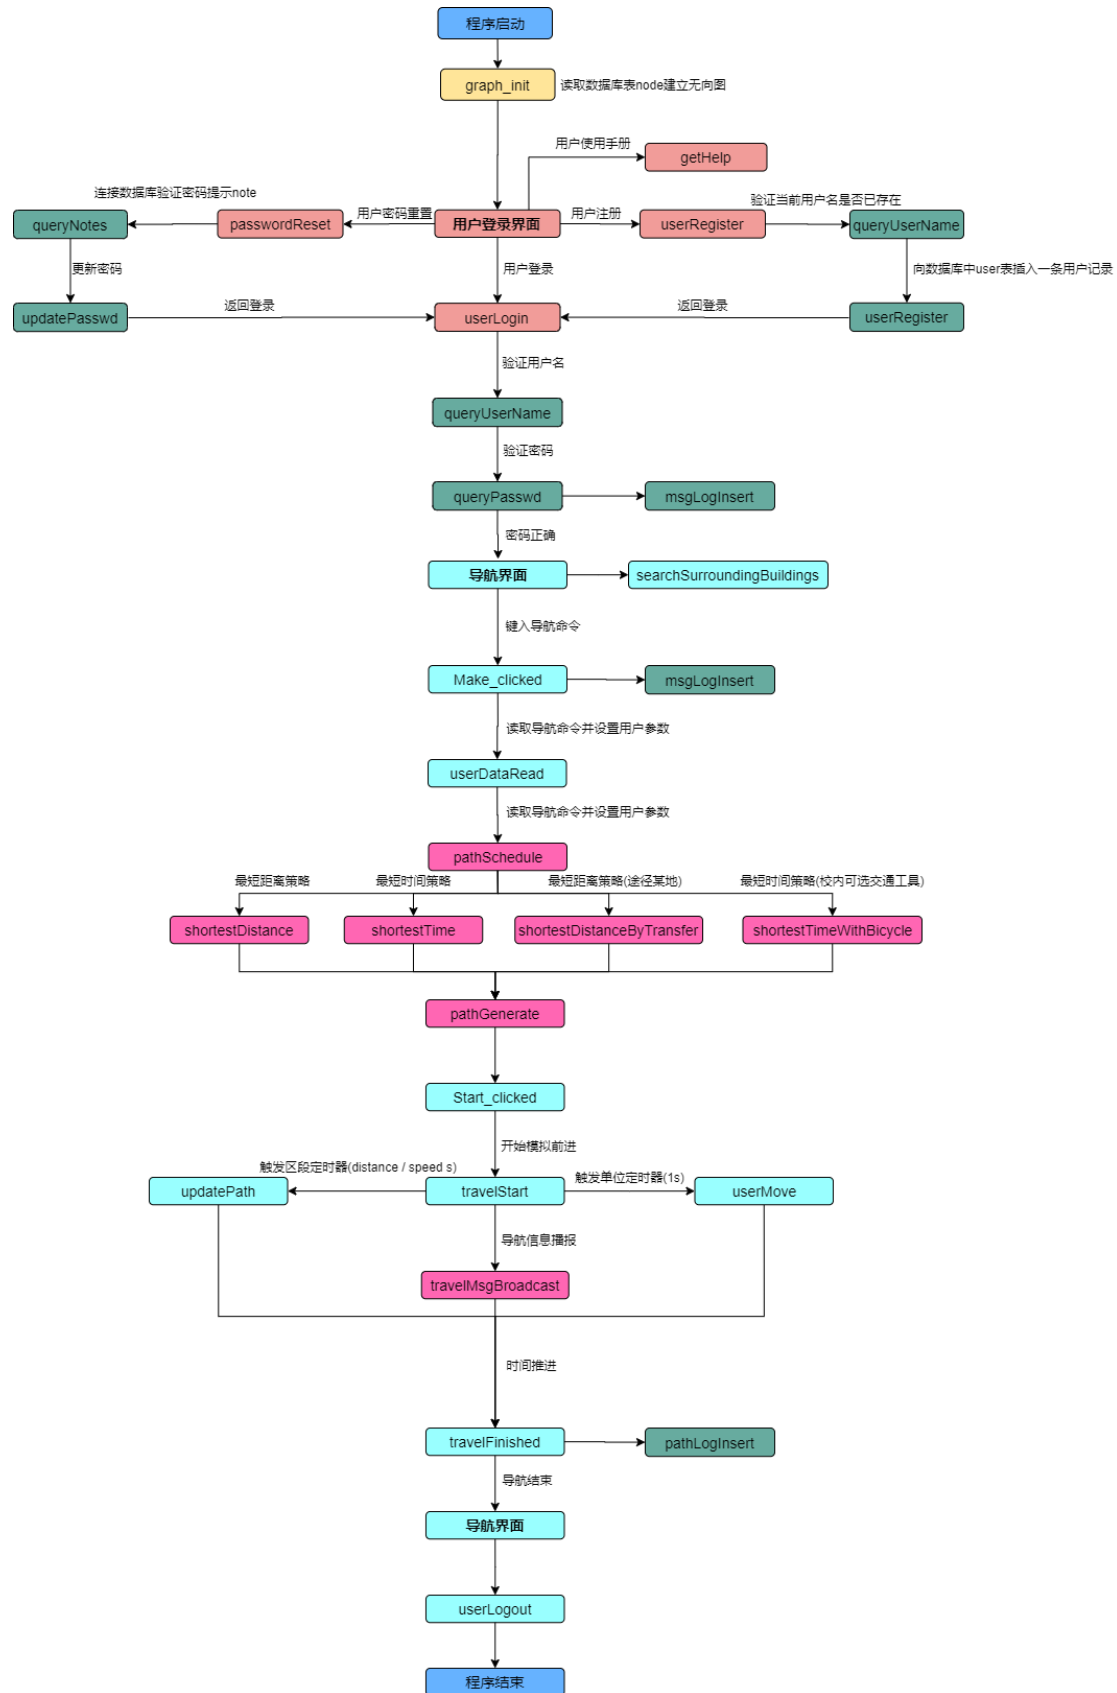 程序启动
graph_init
读取数据库表node建立无向图
用户使用手册
getHelp
连接数据库验证密码提示note
验证当前用户名是否已存在
queryNotes
passwordReset
用户密码重置
用户登录界面
用户注册
userRegister
queryUserName
更新密码
用户登录
向数据库中user表插入一条用户记录
updatePasswd
返回登录
userLogin
返回登录
userRegister
验证用户名
queryUserName
验证密码
queryPasswd
msgLogInsert
密码正确
导航界面
searchSurroundingBuildings
键入导航命令
Make_clicked
msgLogInsert
读取导航命令并设置用户参数
userDataRead
读取导航命令并设置用户参数
pathSchedule
最短距离策略
最短时间策略
最短距离策略(途径某地)
最短时间策略(校内可选交通工具)
shortestDistance
shortestTime
shortestDistanceByTransfer
shortestTimeWithBicycle
pathGenerate
Start_clicked
开始模拟前进
触发区段定时器(distance / speed s)
触发单位定时器(1s)
updatePath
travelStart
userMove
导航信息播报
travelMsgBroadcast
时间推进
travelFinished
pathLogInsert
导航结束
导航界面
userLogout
程序结束